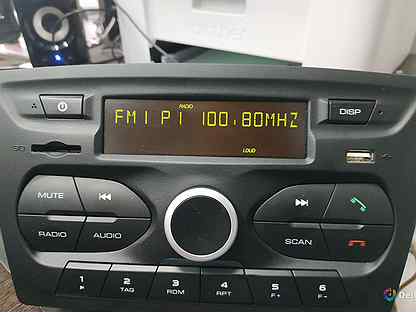 RADIO
FM1 P1 100.80MHZ
LOUD
DISP
SD
MUTE
RADIO
AUDIO
SCAN
1
2
TAG
3
RDM
4
RPT
5
F+
6
F-